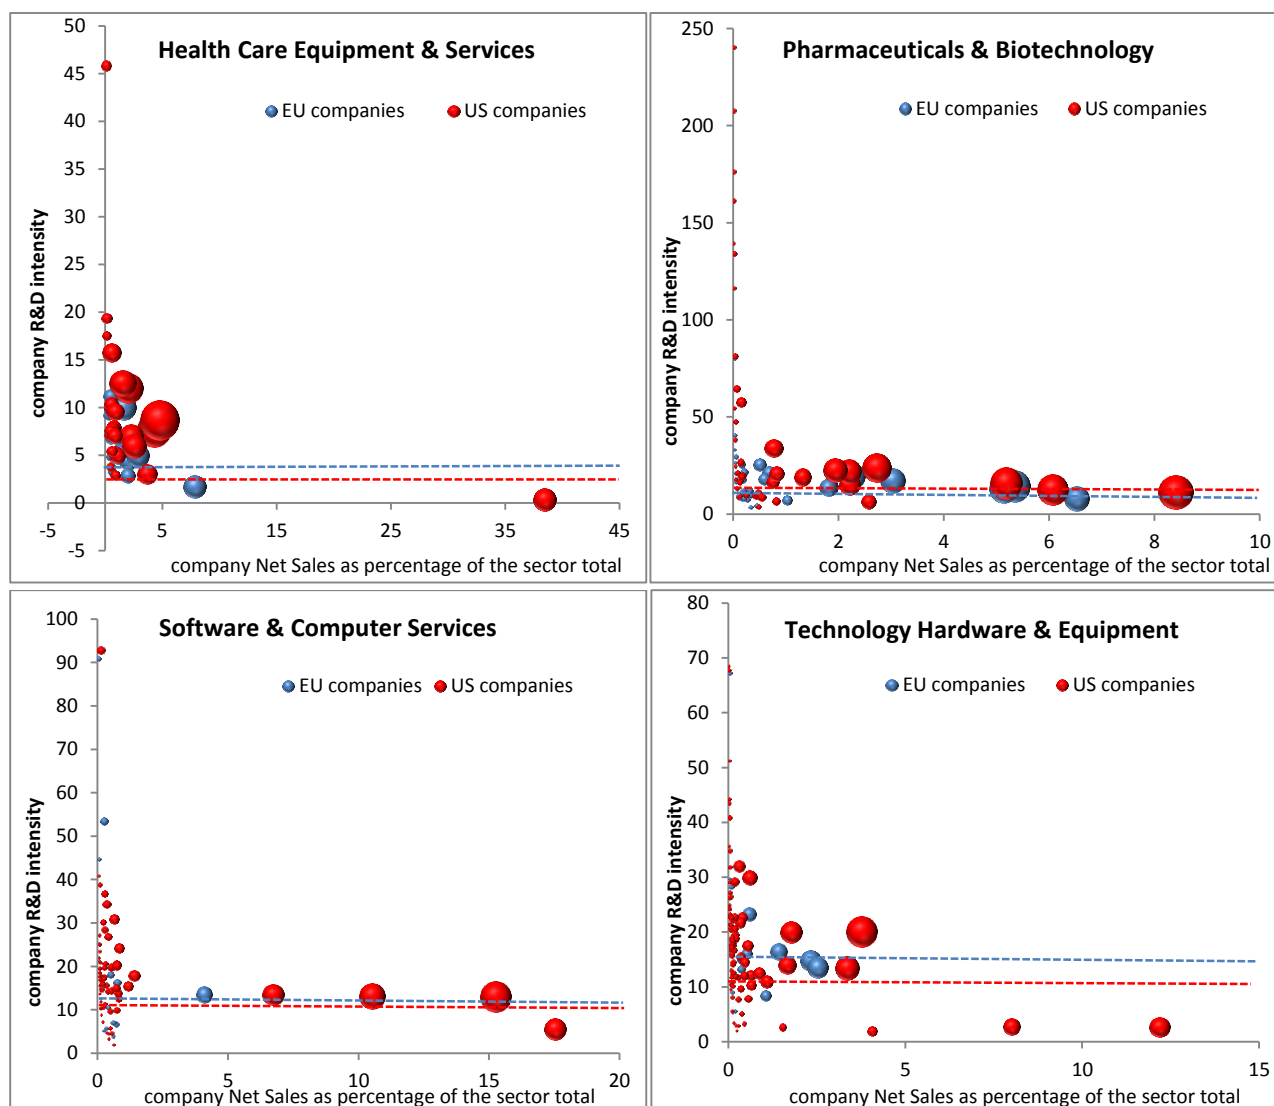 Health Care Equipment & Services
EU companies US companies
company R&D intensity
50
45
40
35
30
25
20
15
10
5
0
-5
-5 5 15 25 35 45
company Net Sales as percentage of the sector total
Pharmaceuticals & Biotechnology
EU companies US companies
company R&D intensity
250
200
150
100
50
0
0 2 4 6 8 10
company Net Sales as percentage of the sector total
Software & Computer Services
EU companies US companies
company R&D intensity
100
90
80
70
60
50
40
30
20
10
0
0 5 10 15 20
company Net Sales as percentage of the sector total
Technology Hardware & Equipment
EU companies US companies
company R&D intensity
80
70
60
50
40
30
20
10
0
0 5 10 15
company Net Sales as percentage of the sector total